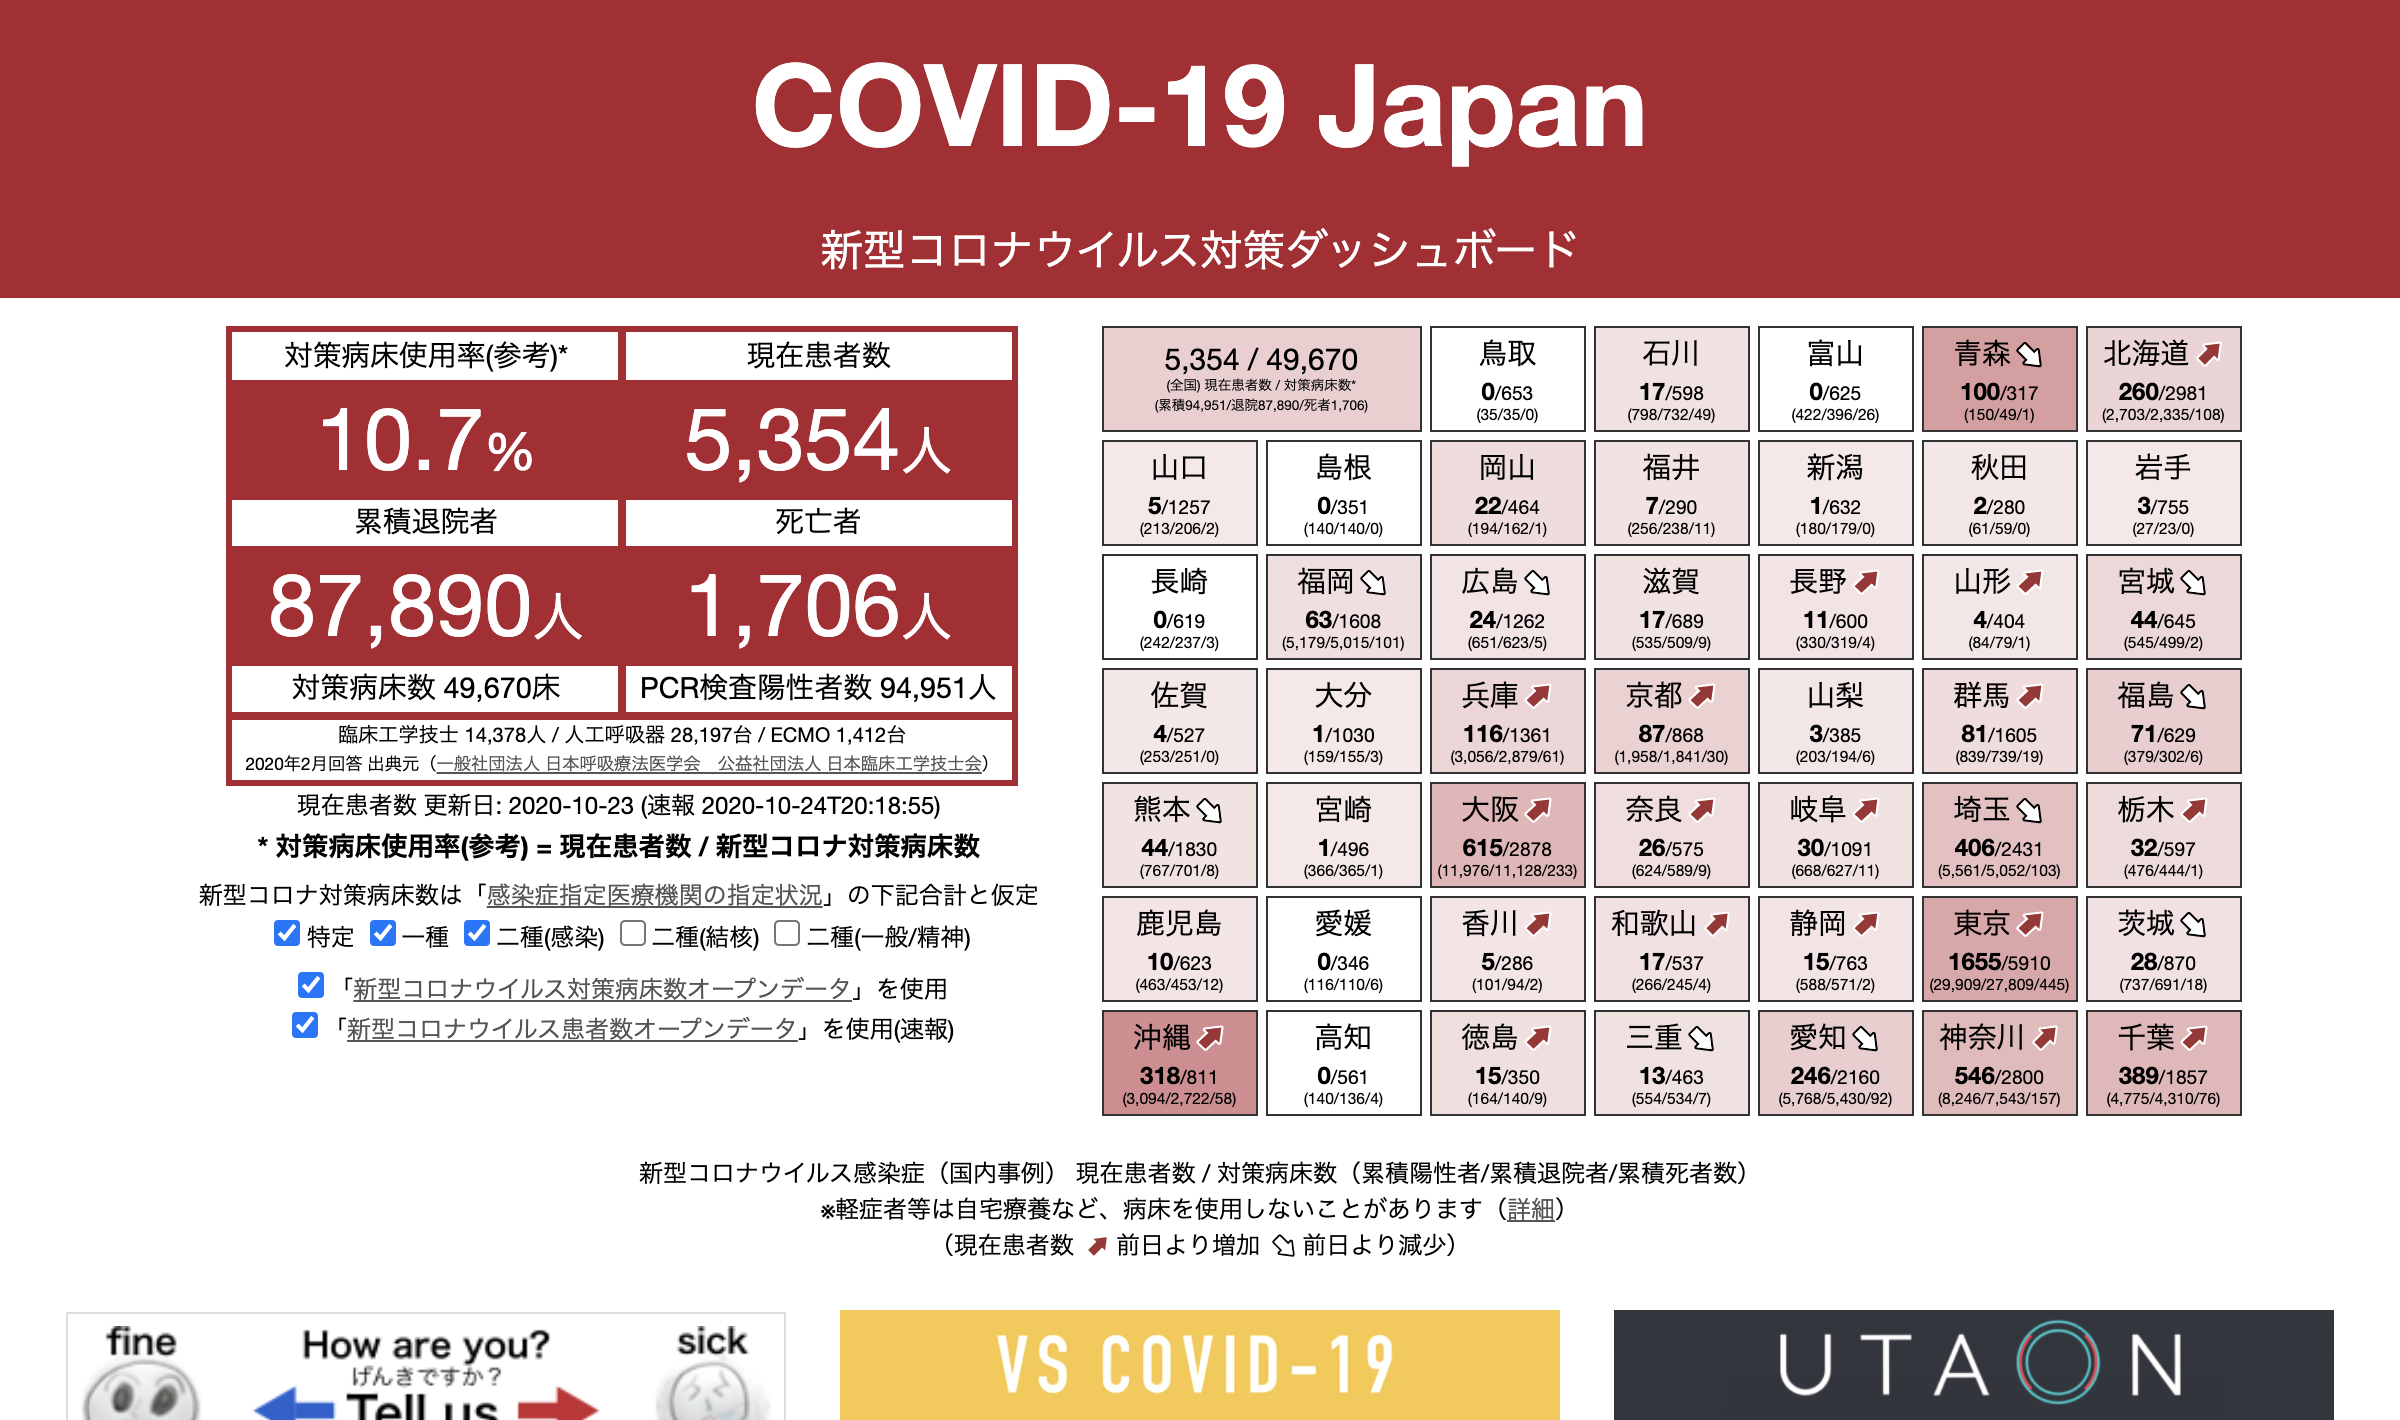 COVID-19 Japan
新型コロナウイルス対策ダッシュボード
対策病床使用率(参考)* 現在患者数
10.7% 5,354人
累積退院者 死亡者
87,890人 1,706人
対策病床数 49,670床 PCR検査陽性者数 94,951人
臨床工学技士 14,378人 / 人工呼吸器 28,197台 / ECMO 1,412台
2020年2月回答 出典元（一般社団法人 日本呼吸療法医学会　公益社団法人 日本臨床工学技士会）
現在患者数 更新日: 2020-10-23 (速報 2020-10-24T20:18:55)
* 対策病床使用率(参考) = 現在患者数 / 新型コロナ対策病床数
新型コロナ対策病床数は「感染症指定医療機関の指定状況」の下記合計と仮定
特定 一種 二種(感染) 二種(結核) 二種(一般/精神)
「新型コロナウイルス対策病床数オープンデータ」を使用
「新型コロナウイルス患者数オープンデータ」を使用(速報)
5,354 / 49,670
(全国) 現在患者数 / 対策病床数*
(累積94,951/退院87,890/死者1,706)
鳥取 石川 富山 青森 北海道
0/653 17/598 0/625 100/317 260/2981
(35/35/0) (798/732/49) (422/396/26) (150/49/1) (2,703/2,335/108)
山口 島根 岡山 福井 新潟 秋田 岩手
5/1257 0/351 22/464 7/290 1/632 2/280 3/755
(213/206/2) (140/140/0) (194/162/1) (256/238/11) (180/179/0) (61/59/0) (27/23/0)
長崎 福岡 広島 滋賀 長野 山形 宮城
0/619 63/1608 24/1262 17/689 11/600 4/404 44/645
(242/237/3) (5,179/5,015/101) (651/623/5) (535/509/9) (330/319/4) (84/79/1) (545/499/2)
佐賀 大分 兵庫 京都 山梨 群馬 福島
4/527 1/1030 116/1361 87/868 3/385 81/1605 71/629
(253/251/0) (159/155/3) (3,056/2,879/61) (1,958/1,841/30) (203/194/6) (839/739/19) (379/302/6)
熊本 宮崎 大阪 奈良 岐阜 埼玉 栃木
44/1830 1/496 615/2878 26/575 30/1091 406/2431 32/597
(767/701/8) (366/365/1) (11,976/11,128/233) (624/589/9) (668/627/11) (5,561/5,052/103) (476/444/1)
鹿児島 愛媛 香川 和歌山 静岡 東京 茨城
10/623 0/346 5/286 17/537 15/763 1655/5910 28/870
(463/453/12) (116/110/6) (101/94/2) (266/245/4) (588/571/2) (29,909/27,809/445) (737/691/18)
沖縄 高知 徳島 三重 愛知 神奈川 千葉
318/811 0/561 15/350 13/463 246/2160 546/2800 389/1857
(3,094/2,722/58) (140/136/4) (164/140/9) (554/534/7) (5,768/5,430/92) (8,246/7,543/157) (4,775/4,310/76)
新型コロナウイルス感染症（国内事例） 現在患者数 / 対策病床数（累積陽性者/累積退院者/累積死者数）
※軽症者等は自宅療養など、病床を使用しないことがあります（詳細）
（現在患者数 前日より増加 前日より減少）
fine How are you? sick
げんきですか？
Tell us
VS COVID-19
UTAON